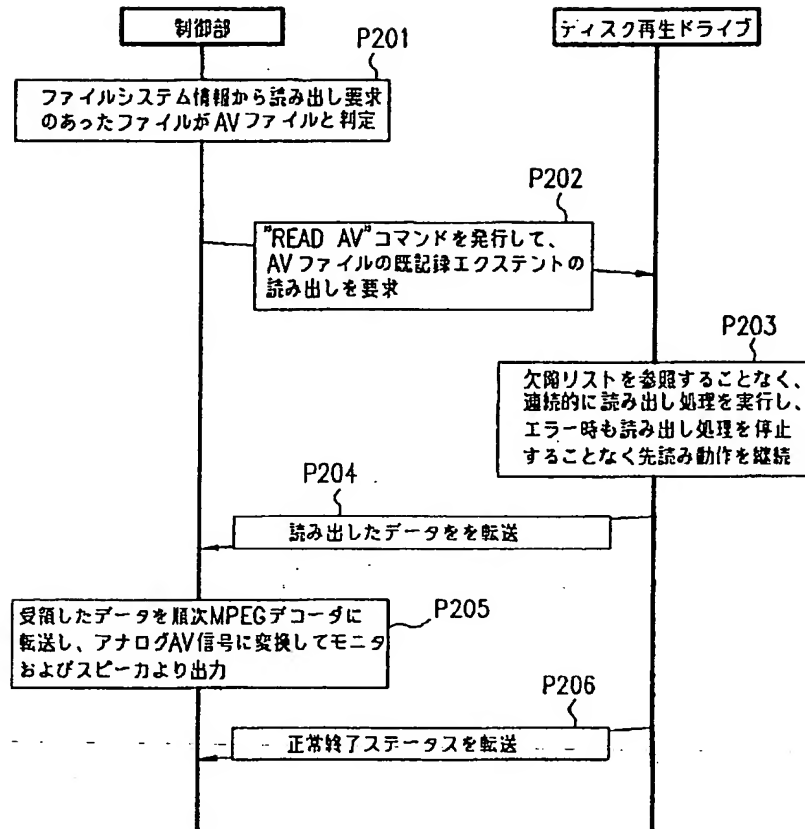 制御部
ディスク再生ドライブ
P201
ファイルシステム情報から読み出し要求
のあったファイルがAVファイルと判定
P202
"READ AV"コマンドを発行して、
AVファイルの既記録エクステントの
読み出しを要求
P203
欠陥リストを参照することなく、
連続的に読み出し処理を実行し、
エラー時も読み出し処理を停止
することなく先読み動作を継続
P204
読み出したデータをを転送
受領したデータを順次MPEGデコーダに
転送し、アナログAV信号に変換してモニタ
およびスピーカより出力
P205
P206
正常終了ステータスを転送